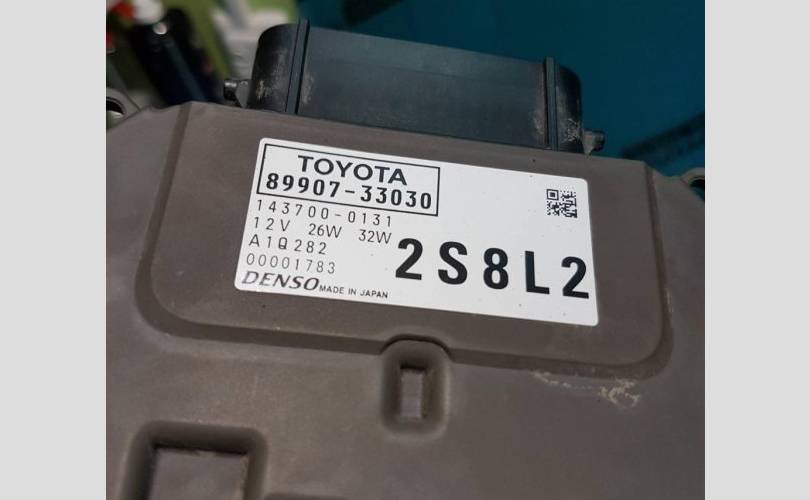 TOYOTA
89907-33030
143700-0131
12V 26W 32W
A1Q282
00001783
2S8L2
DENSO MADE IN JAPAN